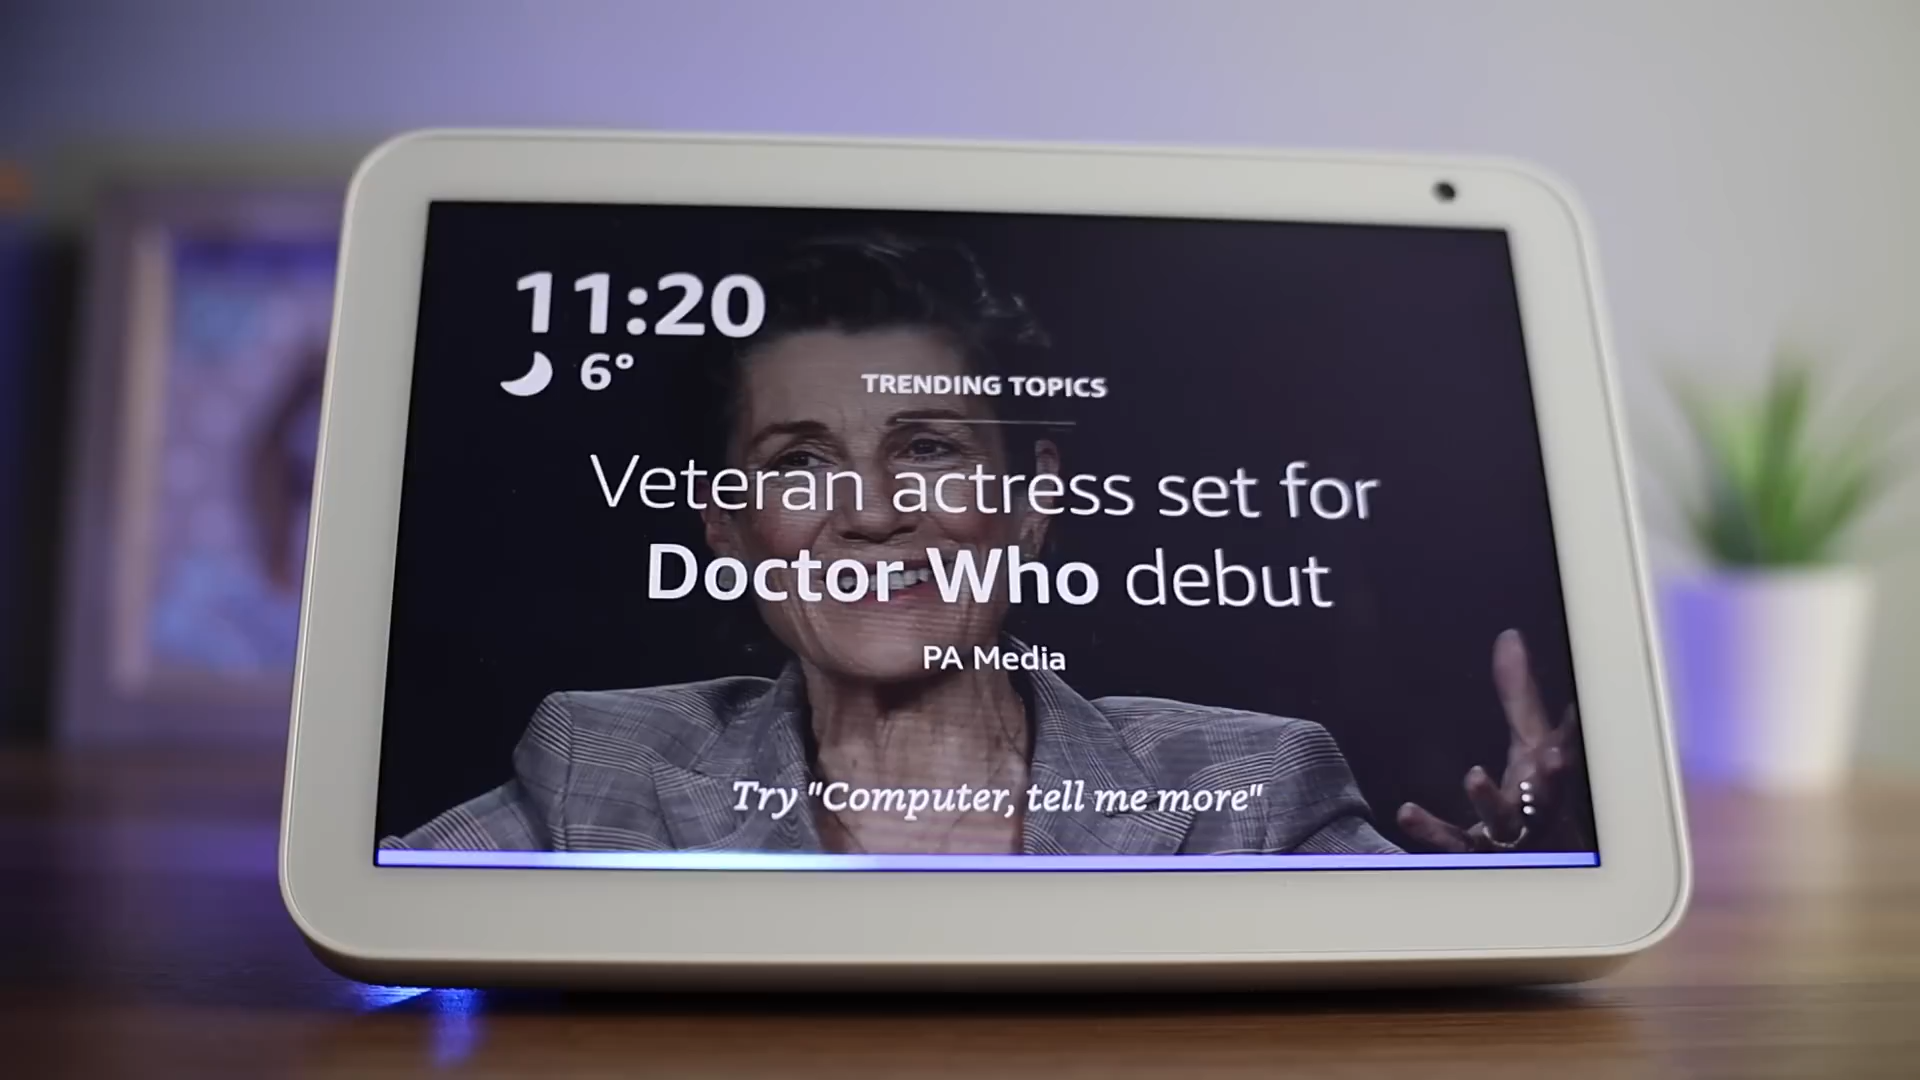 11:20
6°
TRENDING TOPICS
Veteran actress set for
Doctor Who debut
PA Media
Try "Computer, tell me more"